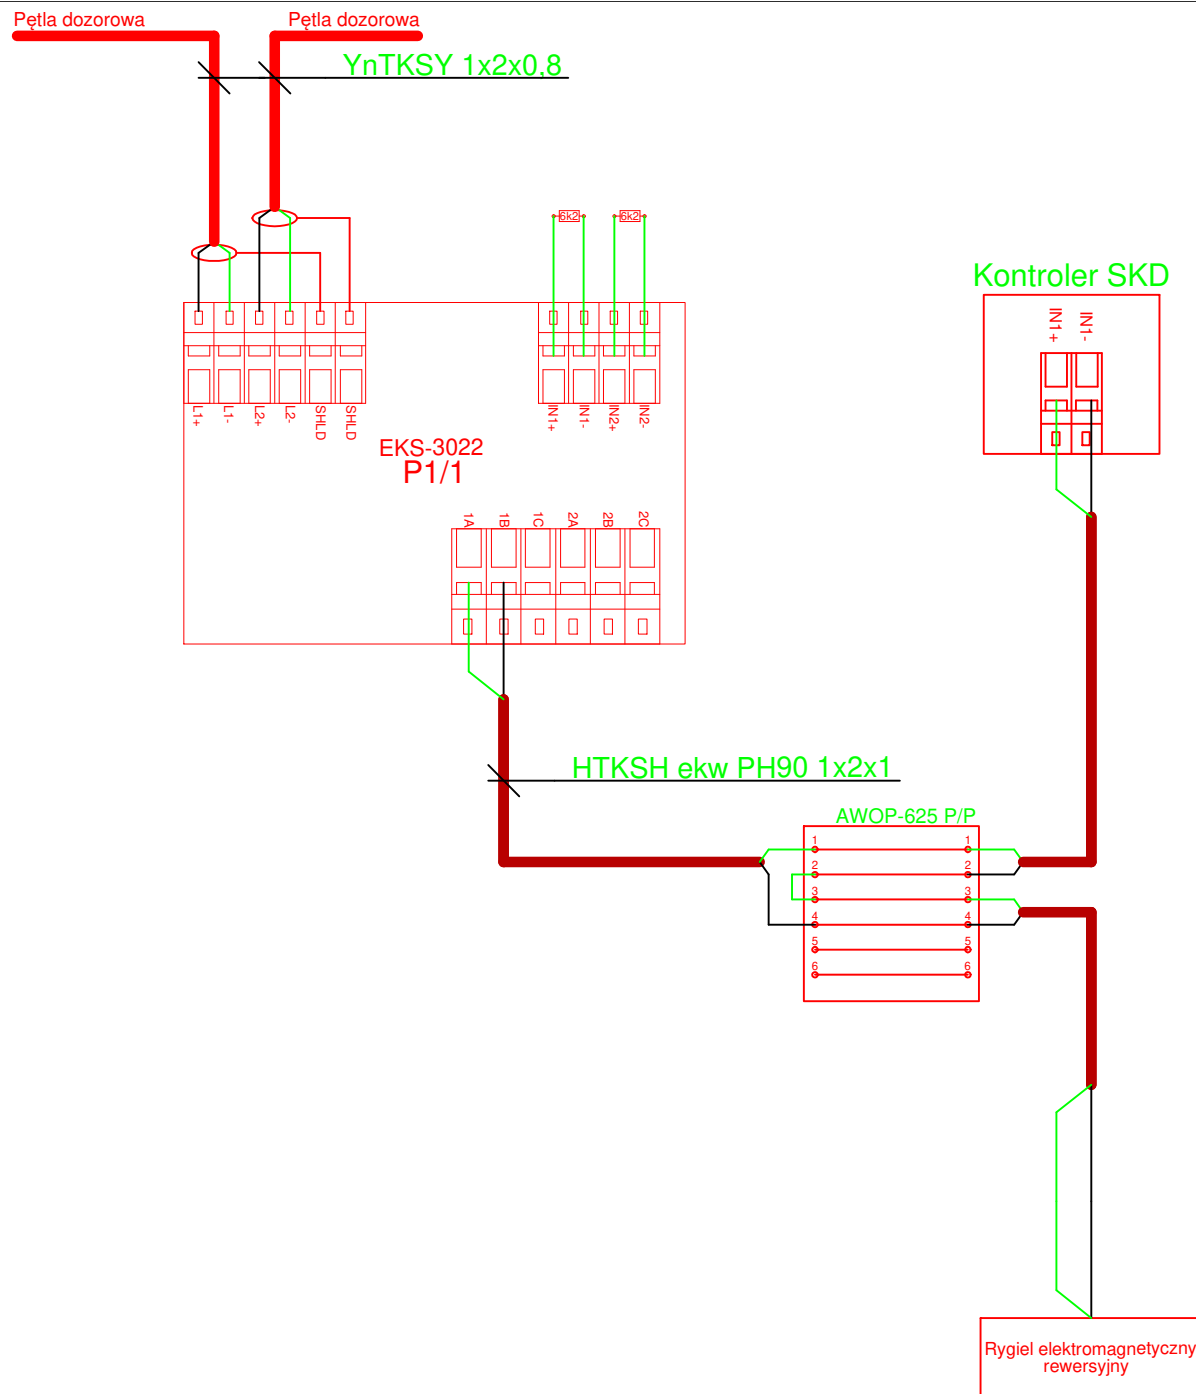 Pętla dozorowa
Pętla dozorowa
YnTKSY 1x2x0,8
6k2
6k2
Kontroler SKD
IN1+
IN1-
L1+
L1-
L2+
L2-
SHLD
SHLD
IN1+
IN1-
IN2+
IN2-
EKS-3022
P1/1
1A
1B
1C
2A
2B
2C
HTKSH ekw PH90 1x2x1
AWOP-625 P/P
1 1
2 2
3 3
4 4
5 5
6 6
Rygiel elektromagnetyczny
rewersyjny